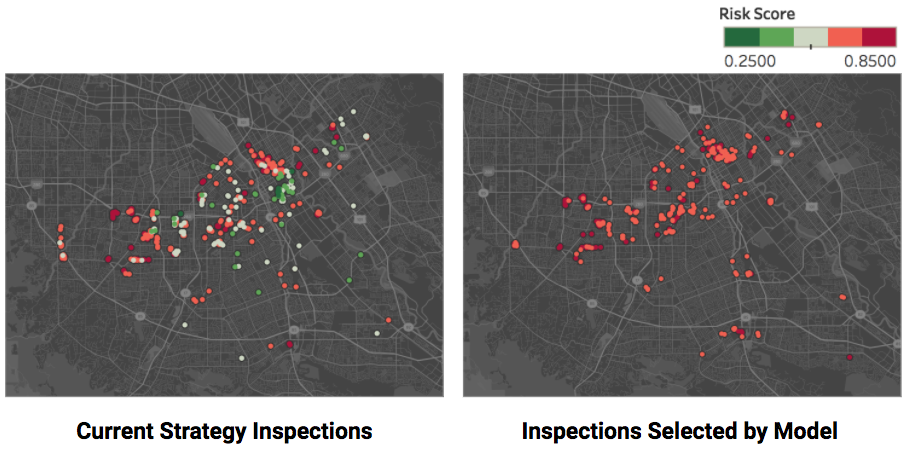 Risk Score
0.2500 0.8500
Current Strategy Inspections
Inspections Selected by Model